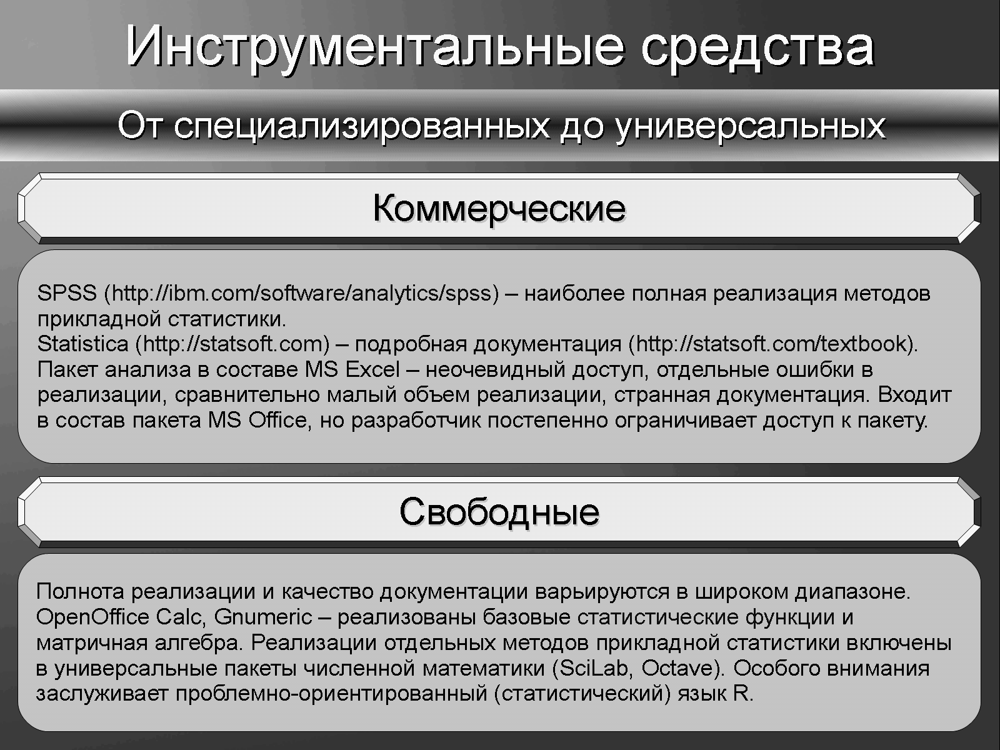 Инструментальные средства
От специализированных до универсальных
Коммерческие
SPSS (http://ibm.com/software/analytics/spss) – наиболее полная реализация методов
прикладной статистики.
Statistica (http://statsoft.com) – подробная документация (http://statsoft.com/textbook).
Пакет анализа в составе MS Excel – неочевидный доступ, отдельные ошибки в
реализации, сравнительно малый объем реализации, странная документация. Входит
в состав пакета MS Office, но разработчик постепенно ограничивает доступ к пакету.
Свободные
Полнота реализации и качество документации варьируются в широком диапазоне.
OpenOffice Calc, Gnumeric – реализованы базовые статистические функции и
матричная алгебра. Реализации отдельных методов прикладной статистики включены
в универсальные пакеты численной математики (SciLab, Octave). Особого внимания
заслуживает проблемно-ориентированный (статистический) язык R.